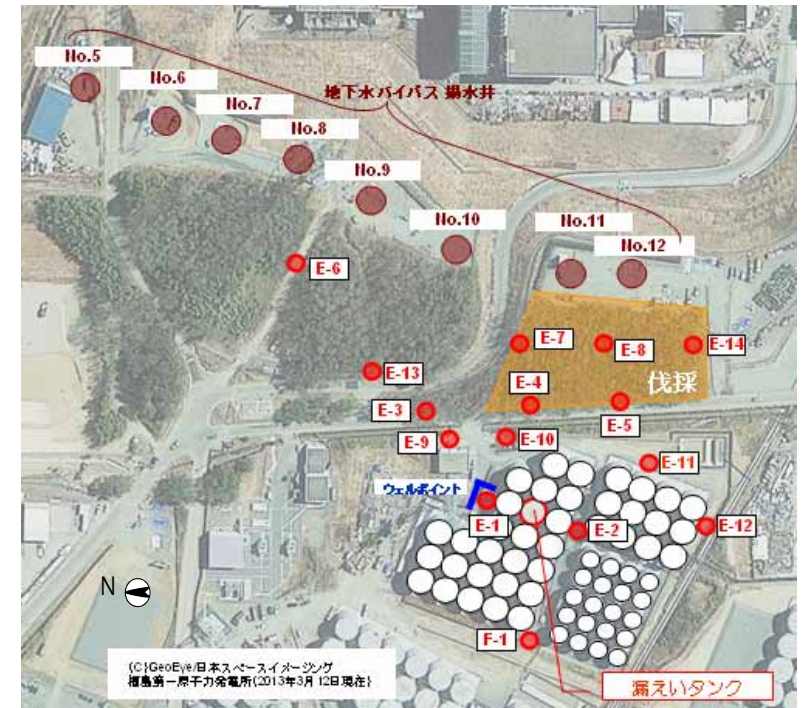 No.5
No.6
No.7
地下水バイパス 揚水井
No.8
No.9
No.10
No.11
No.12
E-6
E-7
E-8
E-14
E-13
伐採
E-4
E-3
E-5
E-9
E-10
E-11
ウェルポイント
E-1
E-2
E-12
N
F-1
(C)GeoEye/日本スペースイメージング
福島第一原子力発電所(2013年3月12日現在)
漏えいタンク